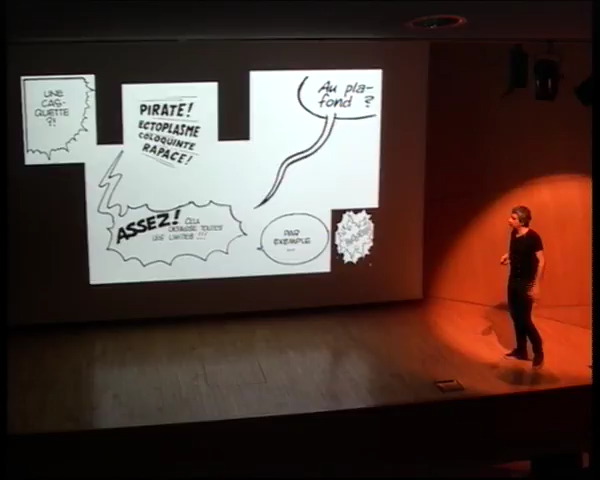 UNE
CAS-
QUETTE
?!
PIRATE!
ECTOPLASME
COLOQUINTE
RAPACE!
Au pla-
fond ?
ASSEZ! CELA
DÉPASSE TOUTES
LES LIMITES !!!
PAR
EXEMPLE
...